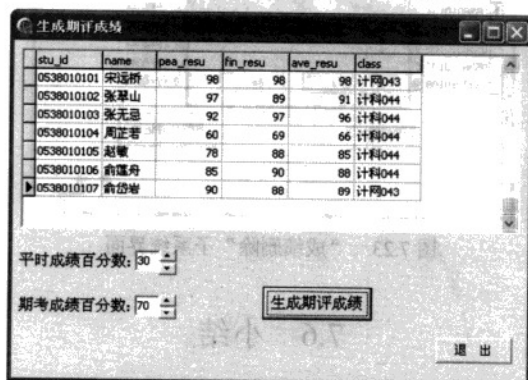 生成期评成绩
stu_id name pea_resu fin_resu ave_resu class
0538010101 宋远桥 98 98 98 计网043
0538010102 张翠山 97 89 91 计科044
0538010103 张无忌 92 97 96 计科044
0538010104 周芷若 60 69 66 计科044
0538010105 赵敏 78 88 85 计科044
0538010106 俞莲舟 85 90 88 计科044
0538010107 俞岱岩 90 88 89 计网043
平时成绩百分数: 30
期考成绩百分数: 70
生成期评成绩
退 出